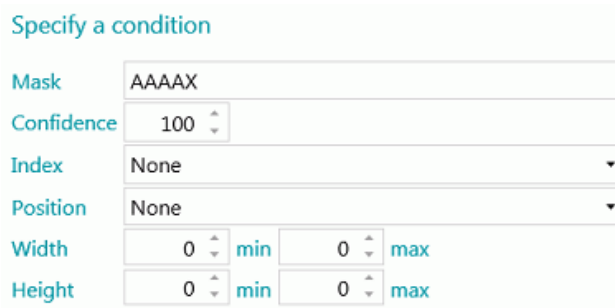 Specify a condition
Mask AAAAX
Confidence 100
Index None
Position None
Width 0 min 0 max
Height 0 min 0 max